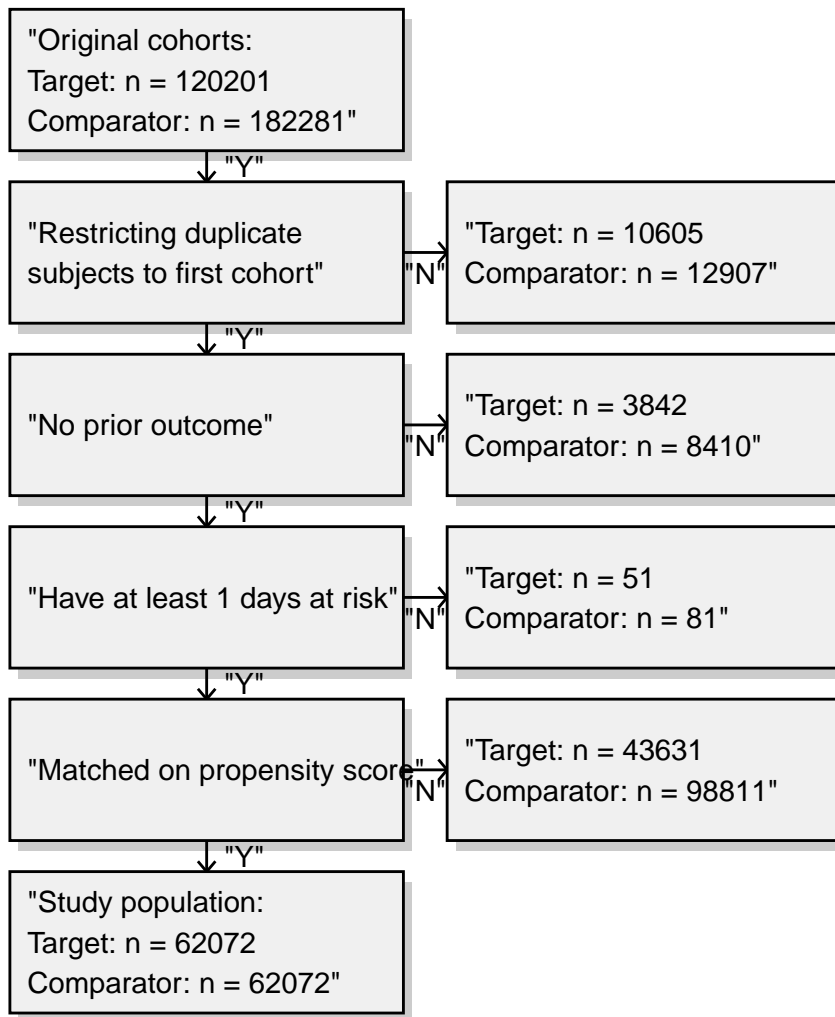 "Original cohorts:
Target: n = 120201
Comparator: n = 182281"
"Y"
"Restricting duplicate
subjects to first cohort"
"N"
"Target: n = 10605
Comparator: n = 12907"
"Y"
"No prior outcome"
"N"
"Target: n = 3842
Comparator: n = 8410"
"Y"
"Have at least 1 days at risk"
"N"
"Target: n = 51
Comparator: n = 81"
"Y"
"Matched on propensity score"
"N"
"Target: n = 43631
Comparator: n = 98811"
"Y"
"Study population:
Target: n = 62072
Comparator: n = 62072"